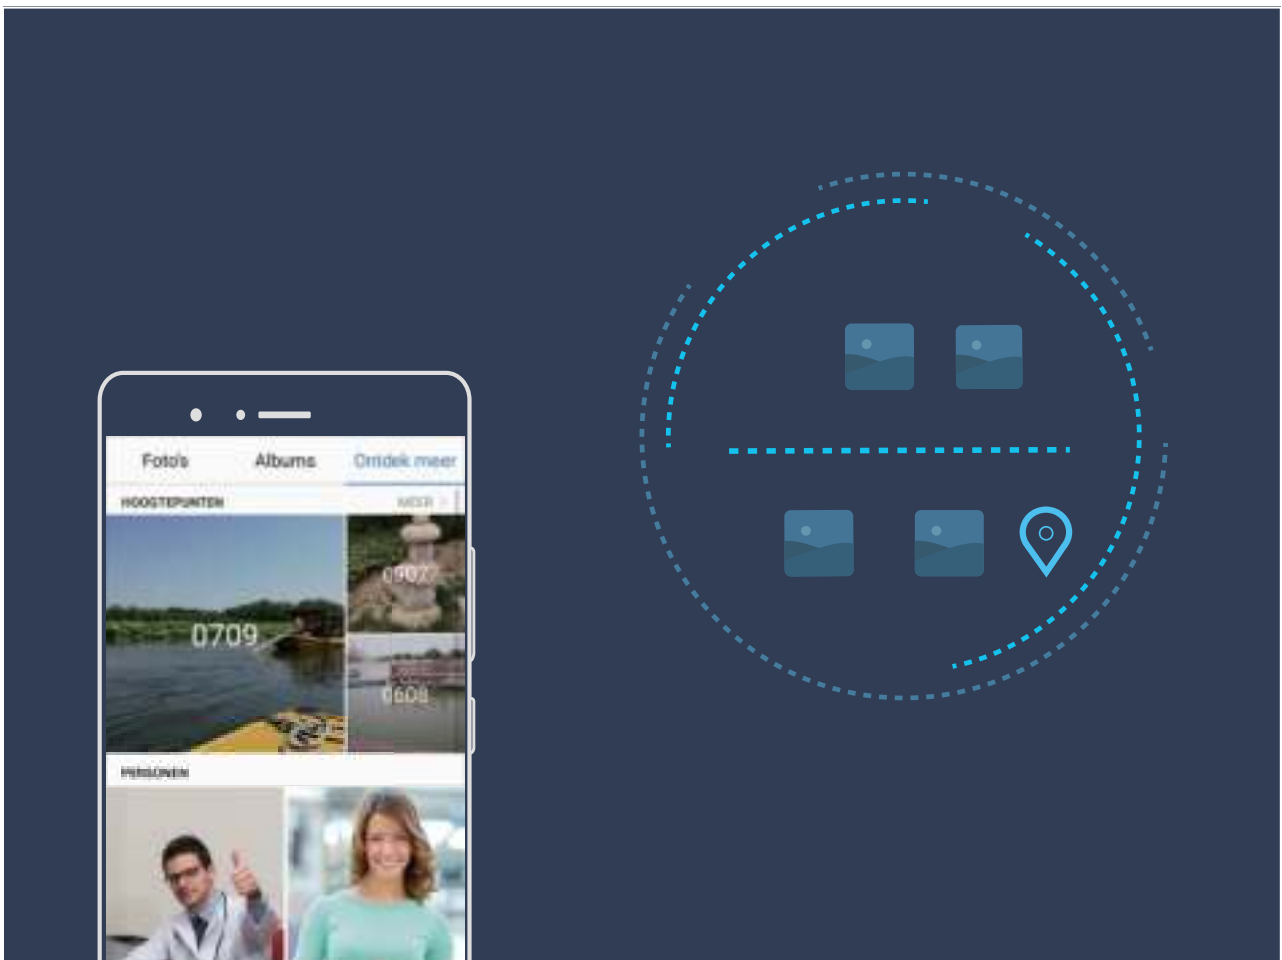 Foto's Albums Ontdek meer
HOOGTEPUNTEN MEER
0902
0709
0608
PERSONEN